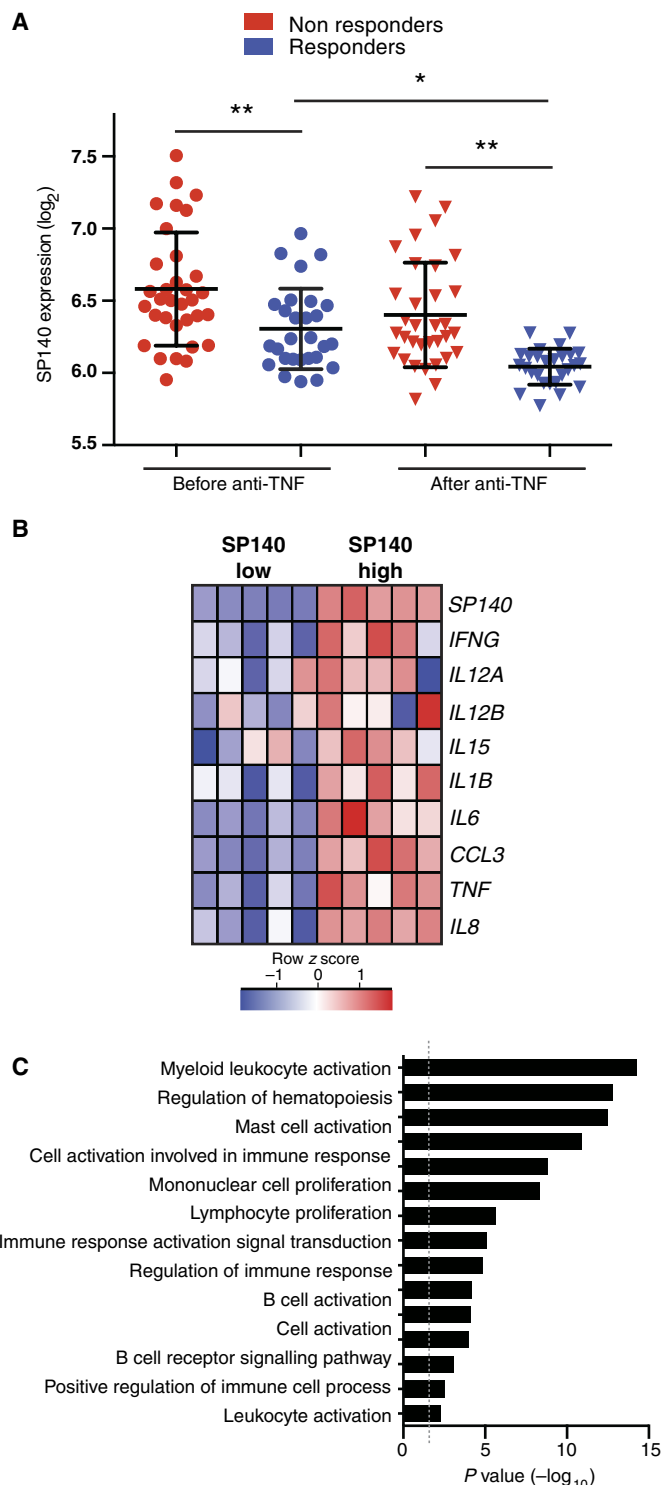 A
Non responders
Responders
*
**
**
7.5
7.0
6.5
6.0
5.5
SP140 expression (log2)
Before anti-TNF
After anti-TNF
B
SP140 low
SP140 high
SP140
IFNG
IL12A
IL12B
IL15
IL1B
IL6
CCL3
TNF
IL8
Row z score
−1 0 1
C
Myeloid leukocyte activation
Regulation of hematopoiesis
Mast cell activation
Cell activation involved in immune response
Mononuclear cell proliferation
Lymphocyte proliferation
Immune response activation signal transduction
Regulation of immune response
B cell activation
Cell activation
B cell receptor signalling pathway
Positive regulation of immune cell process
Leukocyte activation
0 5 10 15
P value (−log10)